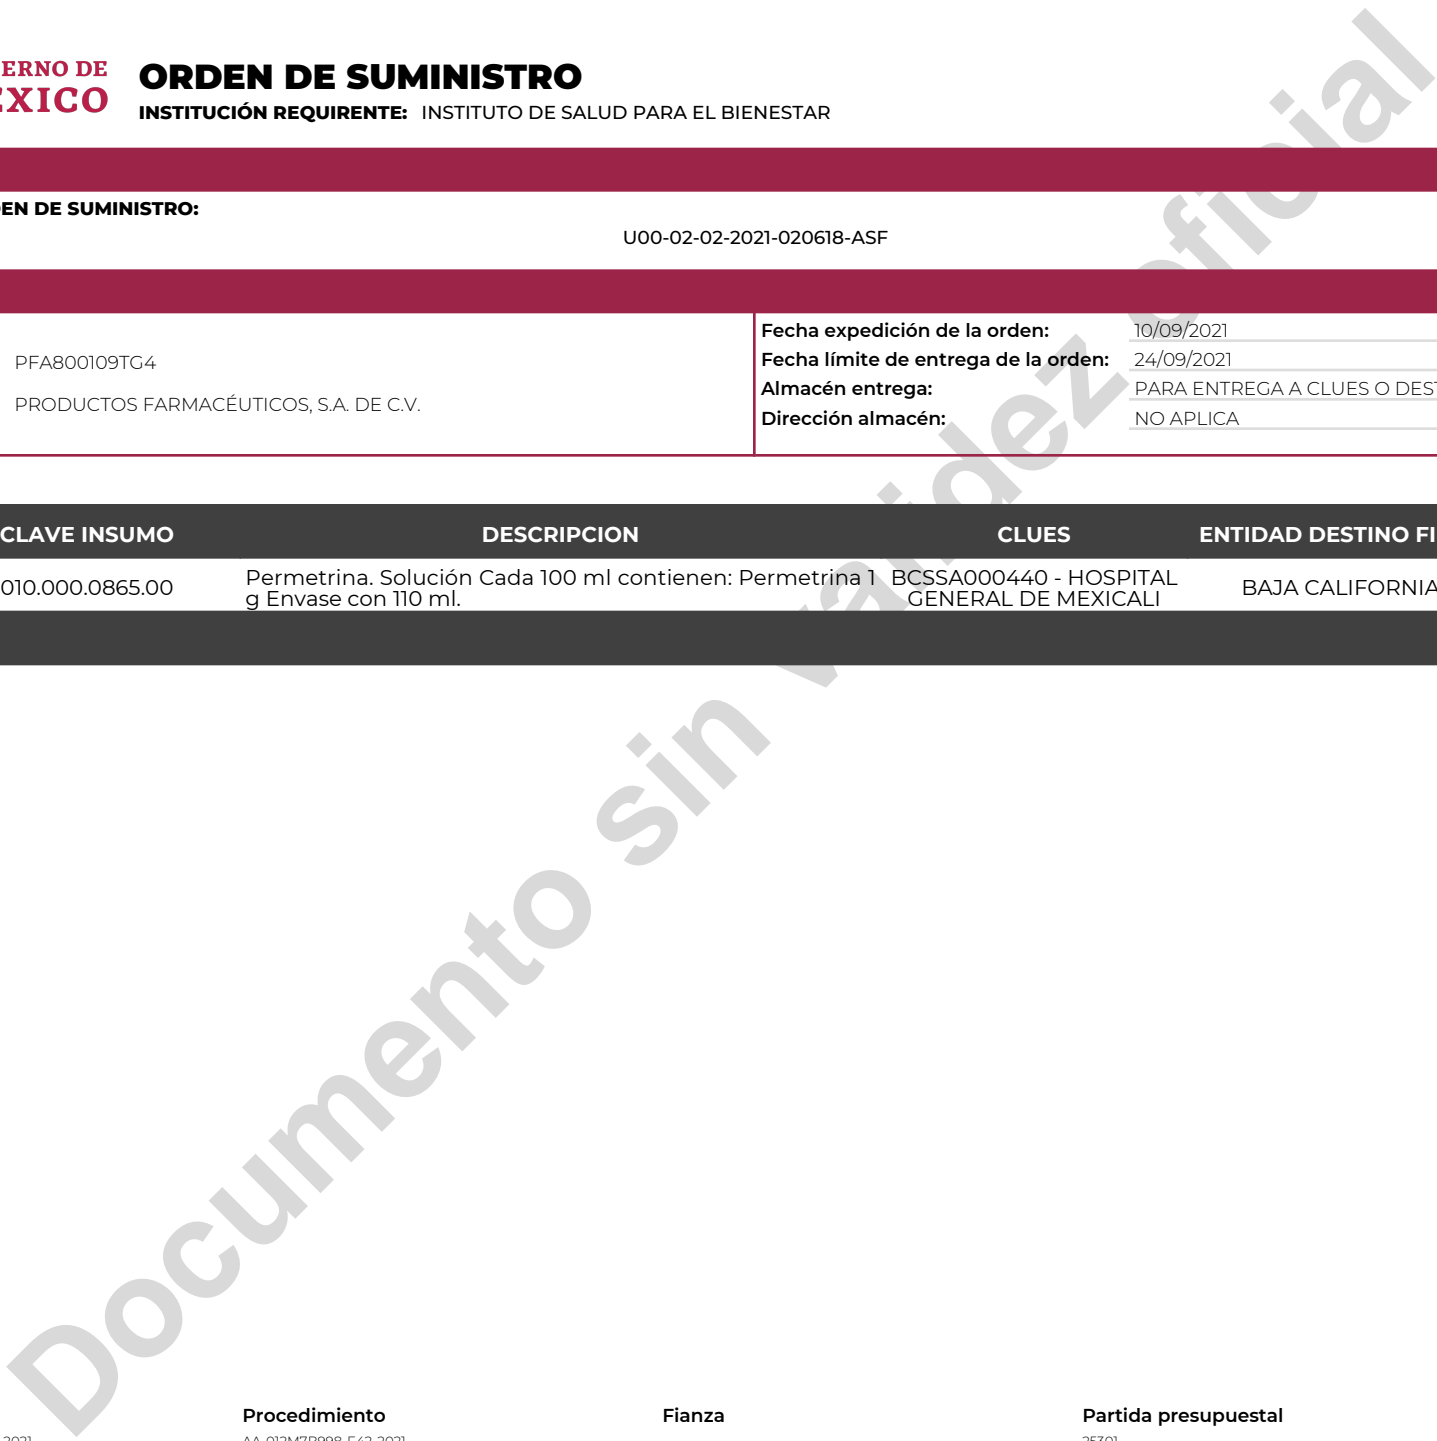 ERNO DE
EXICO
ORDEN DE SUMINISTRO
INSTITUCIÓN REQUIRENTE: INSTITUTO DE SALUD PARA EL BIENESTAR
EN DE SUMINISTRO:
U00-02-02-2021-020618-ASF
PFA800109TG4
PRODUCTOS FARMACÉUTICOS, S.A. DE C.V.
Fecha expedición de la orden: 10/09/2021
Fecha límite de entrega de la orden: 24/09/2021
Almacén entrega: PARA ENTREGA A CLUES O DEST
Dirección almacén: NO APLICA
CLAVE INSUMO DESCRIPCION CLUES ENTIDAD DESTINO FI
010.000.0865.00 Permetrina. Solución Cada 100 ml contienen: Permetrina 1 BCSSA000440 - HOSPITAL BAJA CALIFORNIA
g Envase con 110 ml. GENERAL DE MEXICALI
Documento sin validez oficial
Procedimiento Fianza Partida presupuestal